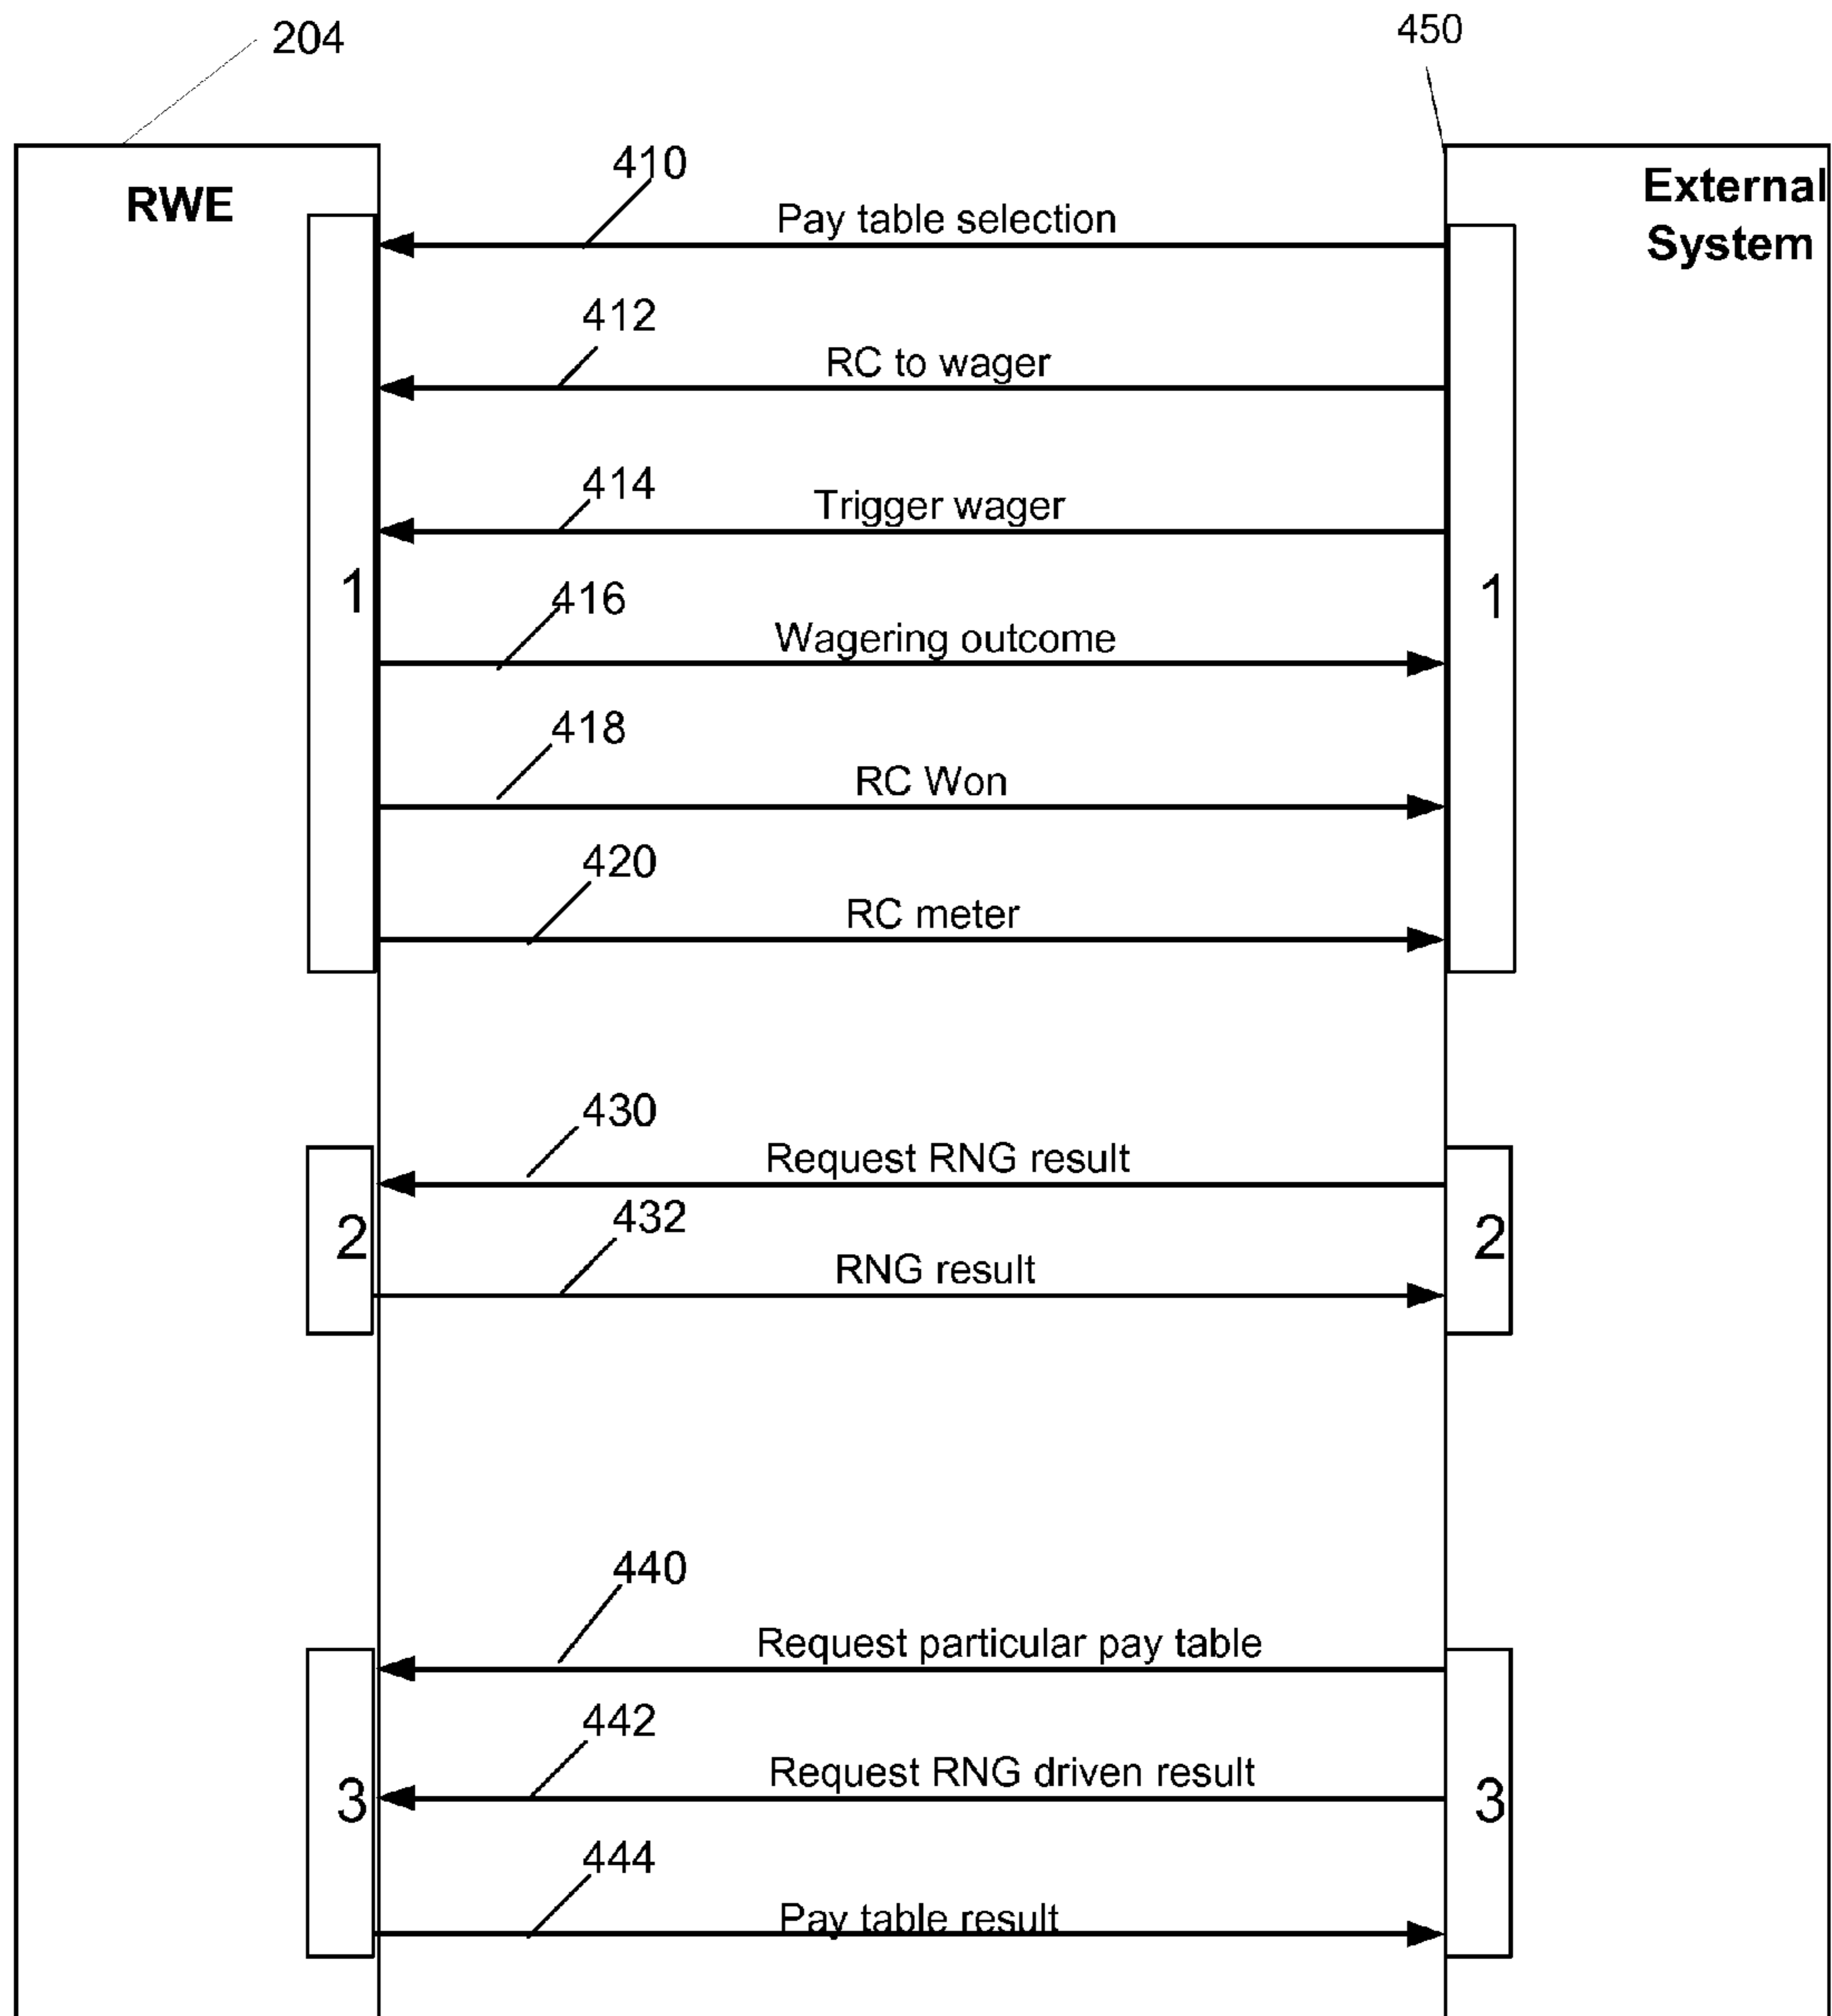 204
450
RWE
External
System
410
Pay table selection
412
RC to wager
414
Trigger wager
1
1
416
Wagering outcome
418
RC Won
420
RC meter
430
Request RNG result
2
2
432
RNG result
440
Request particular pay table
442
Request RNG driven result
3
3
444
Pay table result